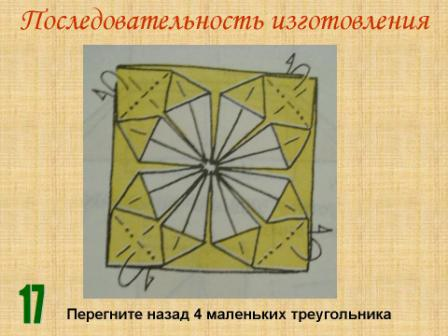 Последовательность изготовления
17
Перегните назад 4 маленьких треугольника